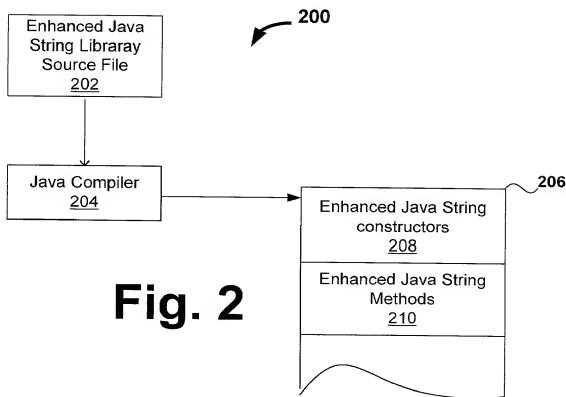 Enhanced Java
String Libraray
Source File
202
200
Java Compiler
204
206
Enhanced Java String
constructors
208
Enhanced Java String
Methods
210
Fig. 2